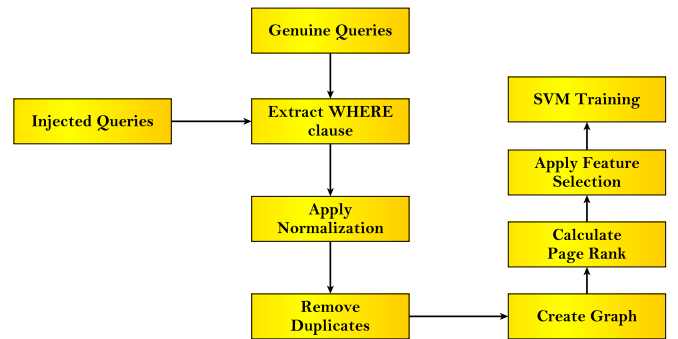 Genuine Queries
Injected Queries
Extract WHERE
clause
Apply
Normalization
Remove
Duplicates
Create Graph
Calculate
Page Rank
Apply Feature
Selection
SVM Training